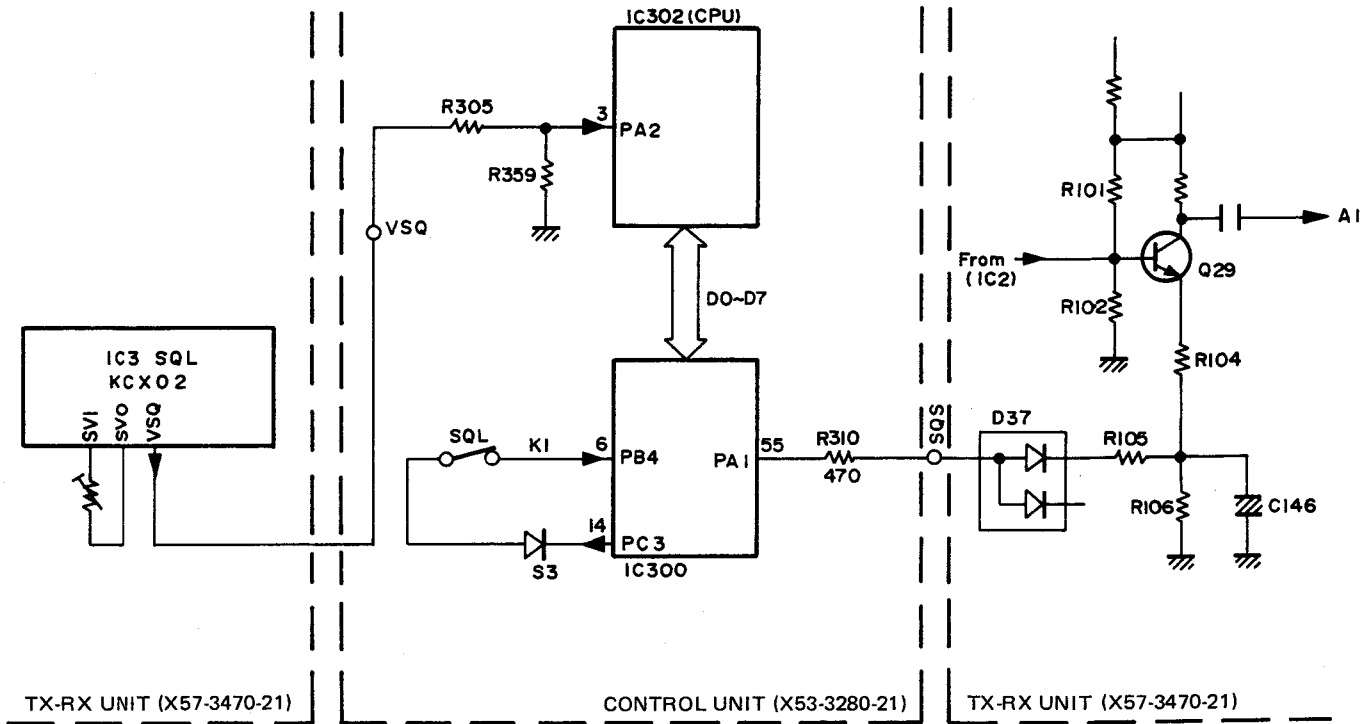 IC302(CPU)
R305
3
PA2
R359
VSQ
D0~D7
IC3 SQL
KCX02
SV1
SVO
VSQ
SQL
K1
6
PB4
PA1
55
R310
470
SQS
14
PC3
S3
IC300
R101
From
(IC2)
R102
Q29
A1
R104
D37
R105
R106
C146
TX-RX UNIT (X57-3470-21)
CONTROL UNIT (X53-3280-21)
TX-RX UNIT (X57-3470-21)